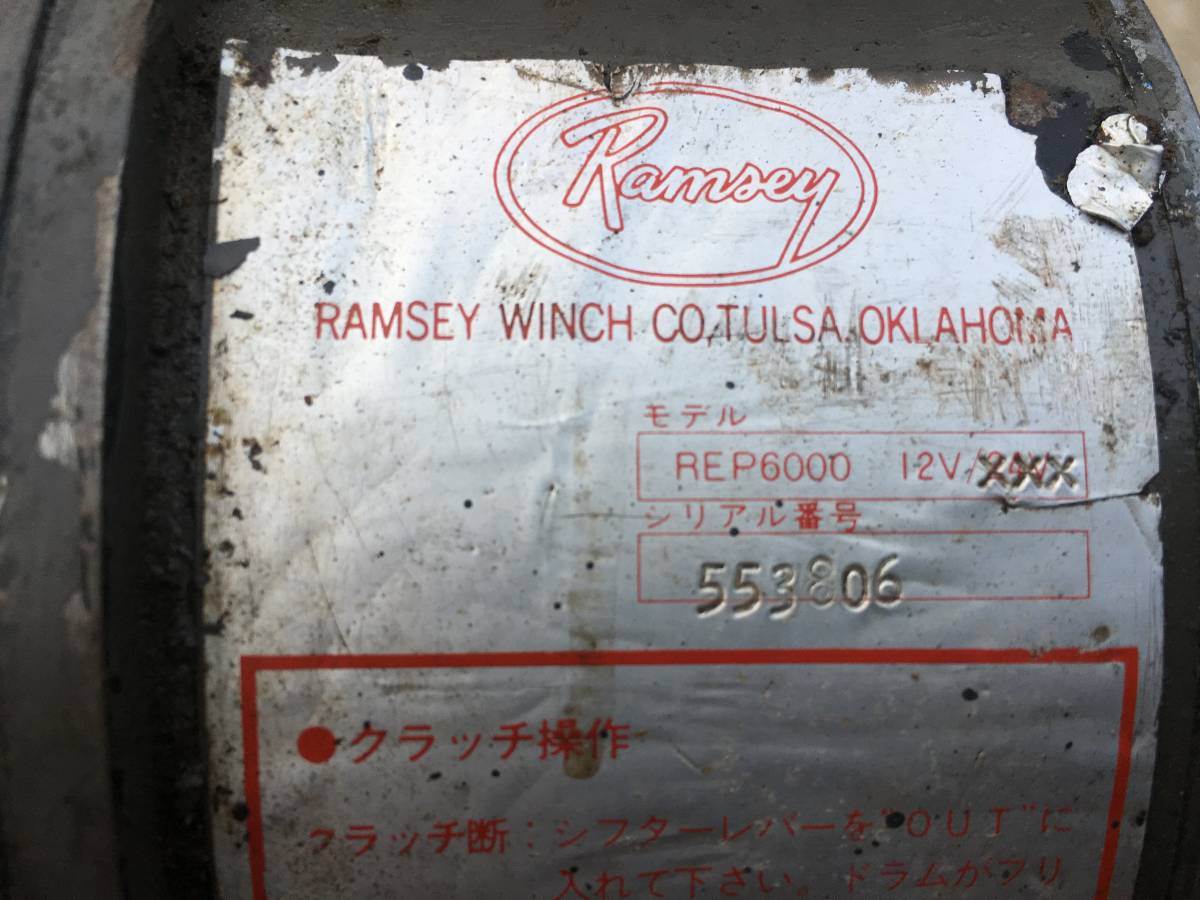 Ramsey
RAMSEY WINCH CO,TULSA.OKLAHOMA
モデル
REP6000 12V/24V
シリアル番号
553806
●クラッチ操作
クラッチ断：シフターレバーを"OUT"に
入れて下さい。ドラムがフリ